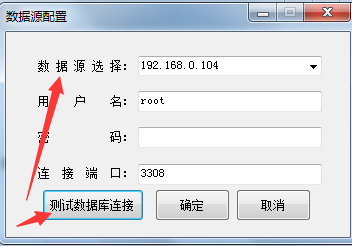 数据源配置
数据源选择: 192.168.0.104
用户名: root
密码:
连接端口: 3308
测试数据库连接 确定 取消